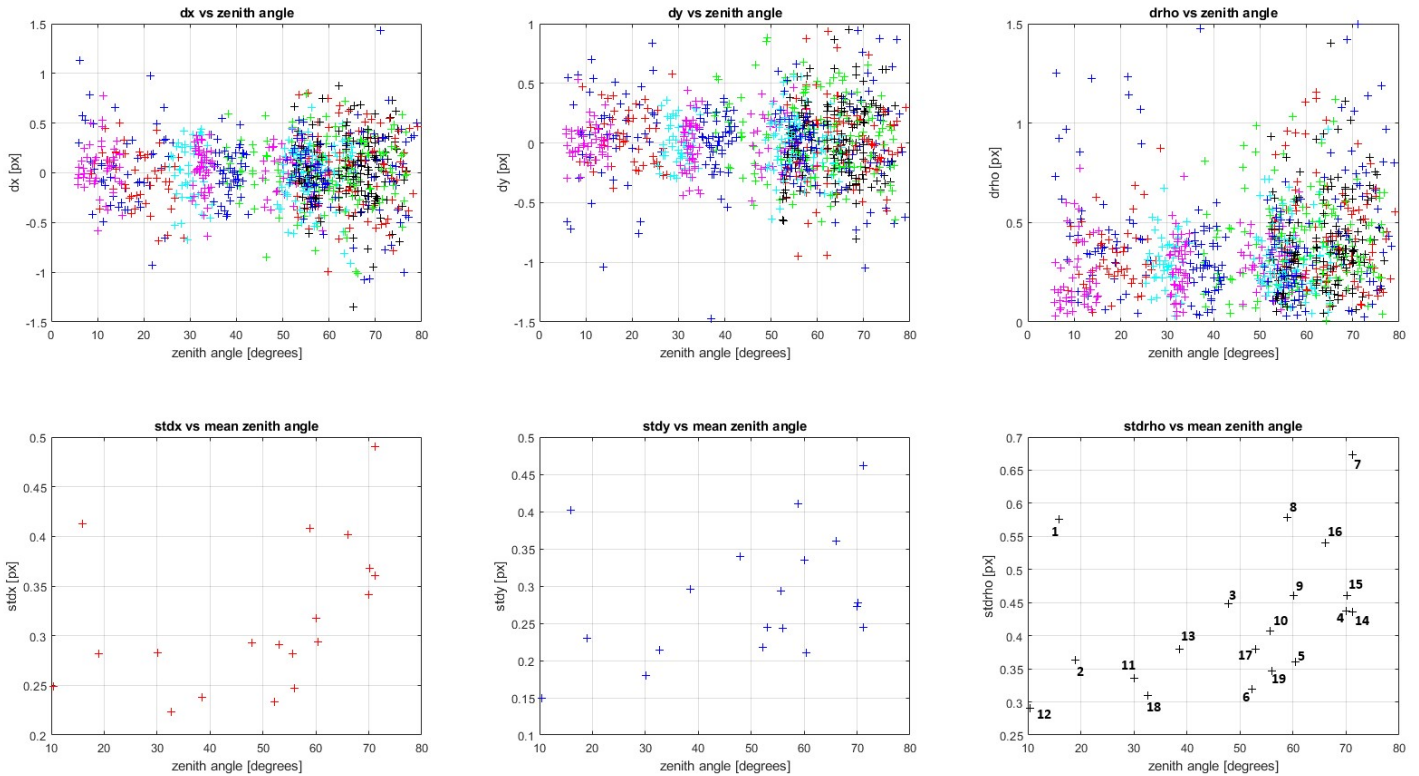 dx vs zenith angle
dx [px]
1.5
1
0.5
0
-0.5
-1
-1.5
0 10 20 30 40 50 60 70 80
zenith angle [degrees]
dy vs zenith angle
dy [px]
1
0.5
0
-0.5
-1
-1.5
0 10 20 30 40 50 60 70 80
zenith angle [degrees]
drho vs zenith angle
drho [px]
1.5
1
0.5
0
0 10 20 30 40 50 60 70 80
zenith angle [degrees]
stdx vs mean zenith angle
stdx [px]
0.5
0.45
0.4
0.35
0.3
0.25
0.2
10 20 30 40 50 60 70 80
zenith angle [degrees]
stdy vs mean zenith angle
stdy [px]
0.5
0.45
0.4
0.35
0.3
0.25
0.2
0.15
0.1
10 20 30 40 50 60 70 80
zenith angle [degrees]
stdrho vs mean zenith angle
stdrho [px]
0.7
0.65
0.6
0.55
0.5
0.45
0.4
0.35
0.3
0.25
7
8
1
16
3
9
15
4
14
10
13
17
5
2
11
19
6
18
12
10 20 30 40 50 60 70 80
zenith angle [degrees]